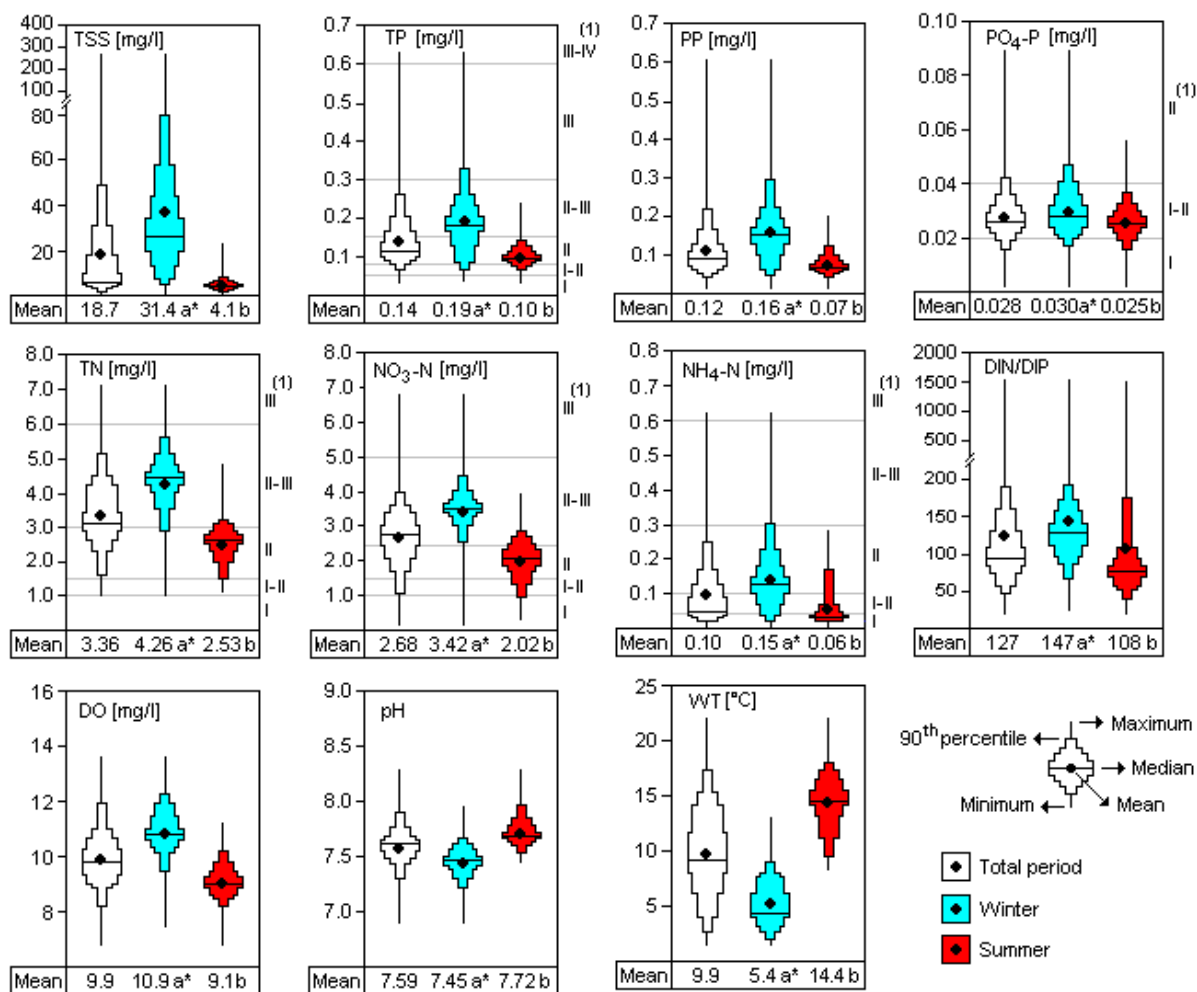 TSS [mg/l]
400
300
200
100
80
60
40
20
Mean 18.7 31.4 a* 4.1 b
TP [mg/l]
0.7
0.6
0.5
0.4
0.3
0.2
0.1
(1)
III-IV
III
II-III
II
I-II
I
Mean 0.14 0.19 a* 0.10 b
PP [mg/l]
0.7
0.6
0.5
0.4
0.3
0.2
0.1
Mean 0.12 0.16 a* 0.07 b
PO4-P [mg/l]
0.10
0.08
0.06
0.04
0.02
(1)
II
I-II
I
Mean 0.028 0.030 a* 0.025 b
TN [mg/l]
8.0
7.0
6.0
5.0
4.0
3.0
2.0
1.0
(1)
III
II-III
II
I-II
I
Mean 3.36 4.26 a* 2.53 b
NO3-N [mg/l]
8.0
7.0
6.0
5.0
4.0
3.0
2.0
1.0
(1)
III
II-III
II
I-II
I
Mean 2.68 3.42 a* 2.02 b
NH4-N [mg/l]
0.8
0.7
0.6
0.5
0.4
0.3
0.2
0.1
(1)
III
II-III
II
I-II
I
Mean 0.10 0.15 a* 0.06 b
DIN/DIP
2000
1500
1000
500
200
150
100
50
Mean 127 147 a* 108 b
DO [mg/l]
16
14
12
10
8
Mean 9.9 10.9 a* 9.1 b
pH
9.0
8.5
8.0
7.5
7.0
Mean 7.59 7.45 a* 7.72 b
WT [°C]
25
20
15
10
5
Mean 9.9 5.4 a* 14.4 b
Maximum
90th percentile
Median
Minimum
Mean
Total period
Winter
Summer